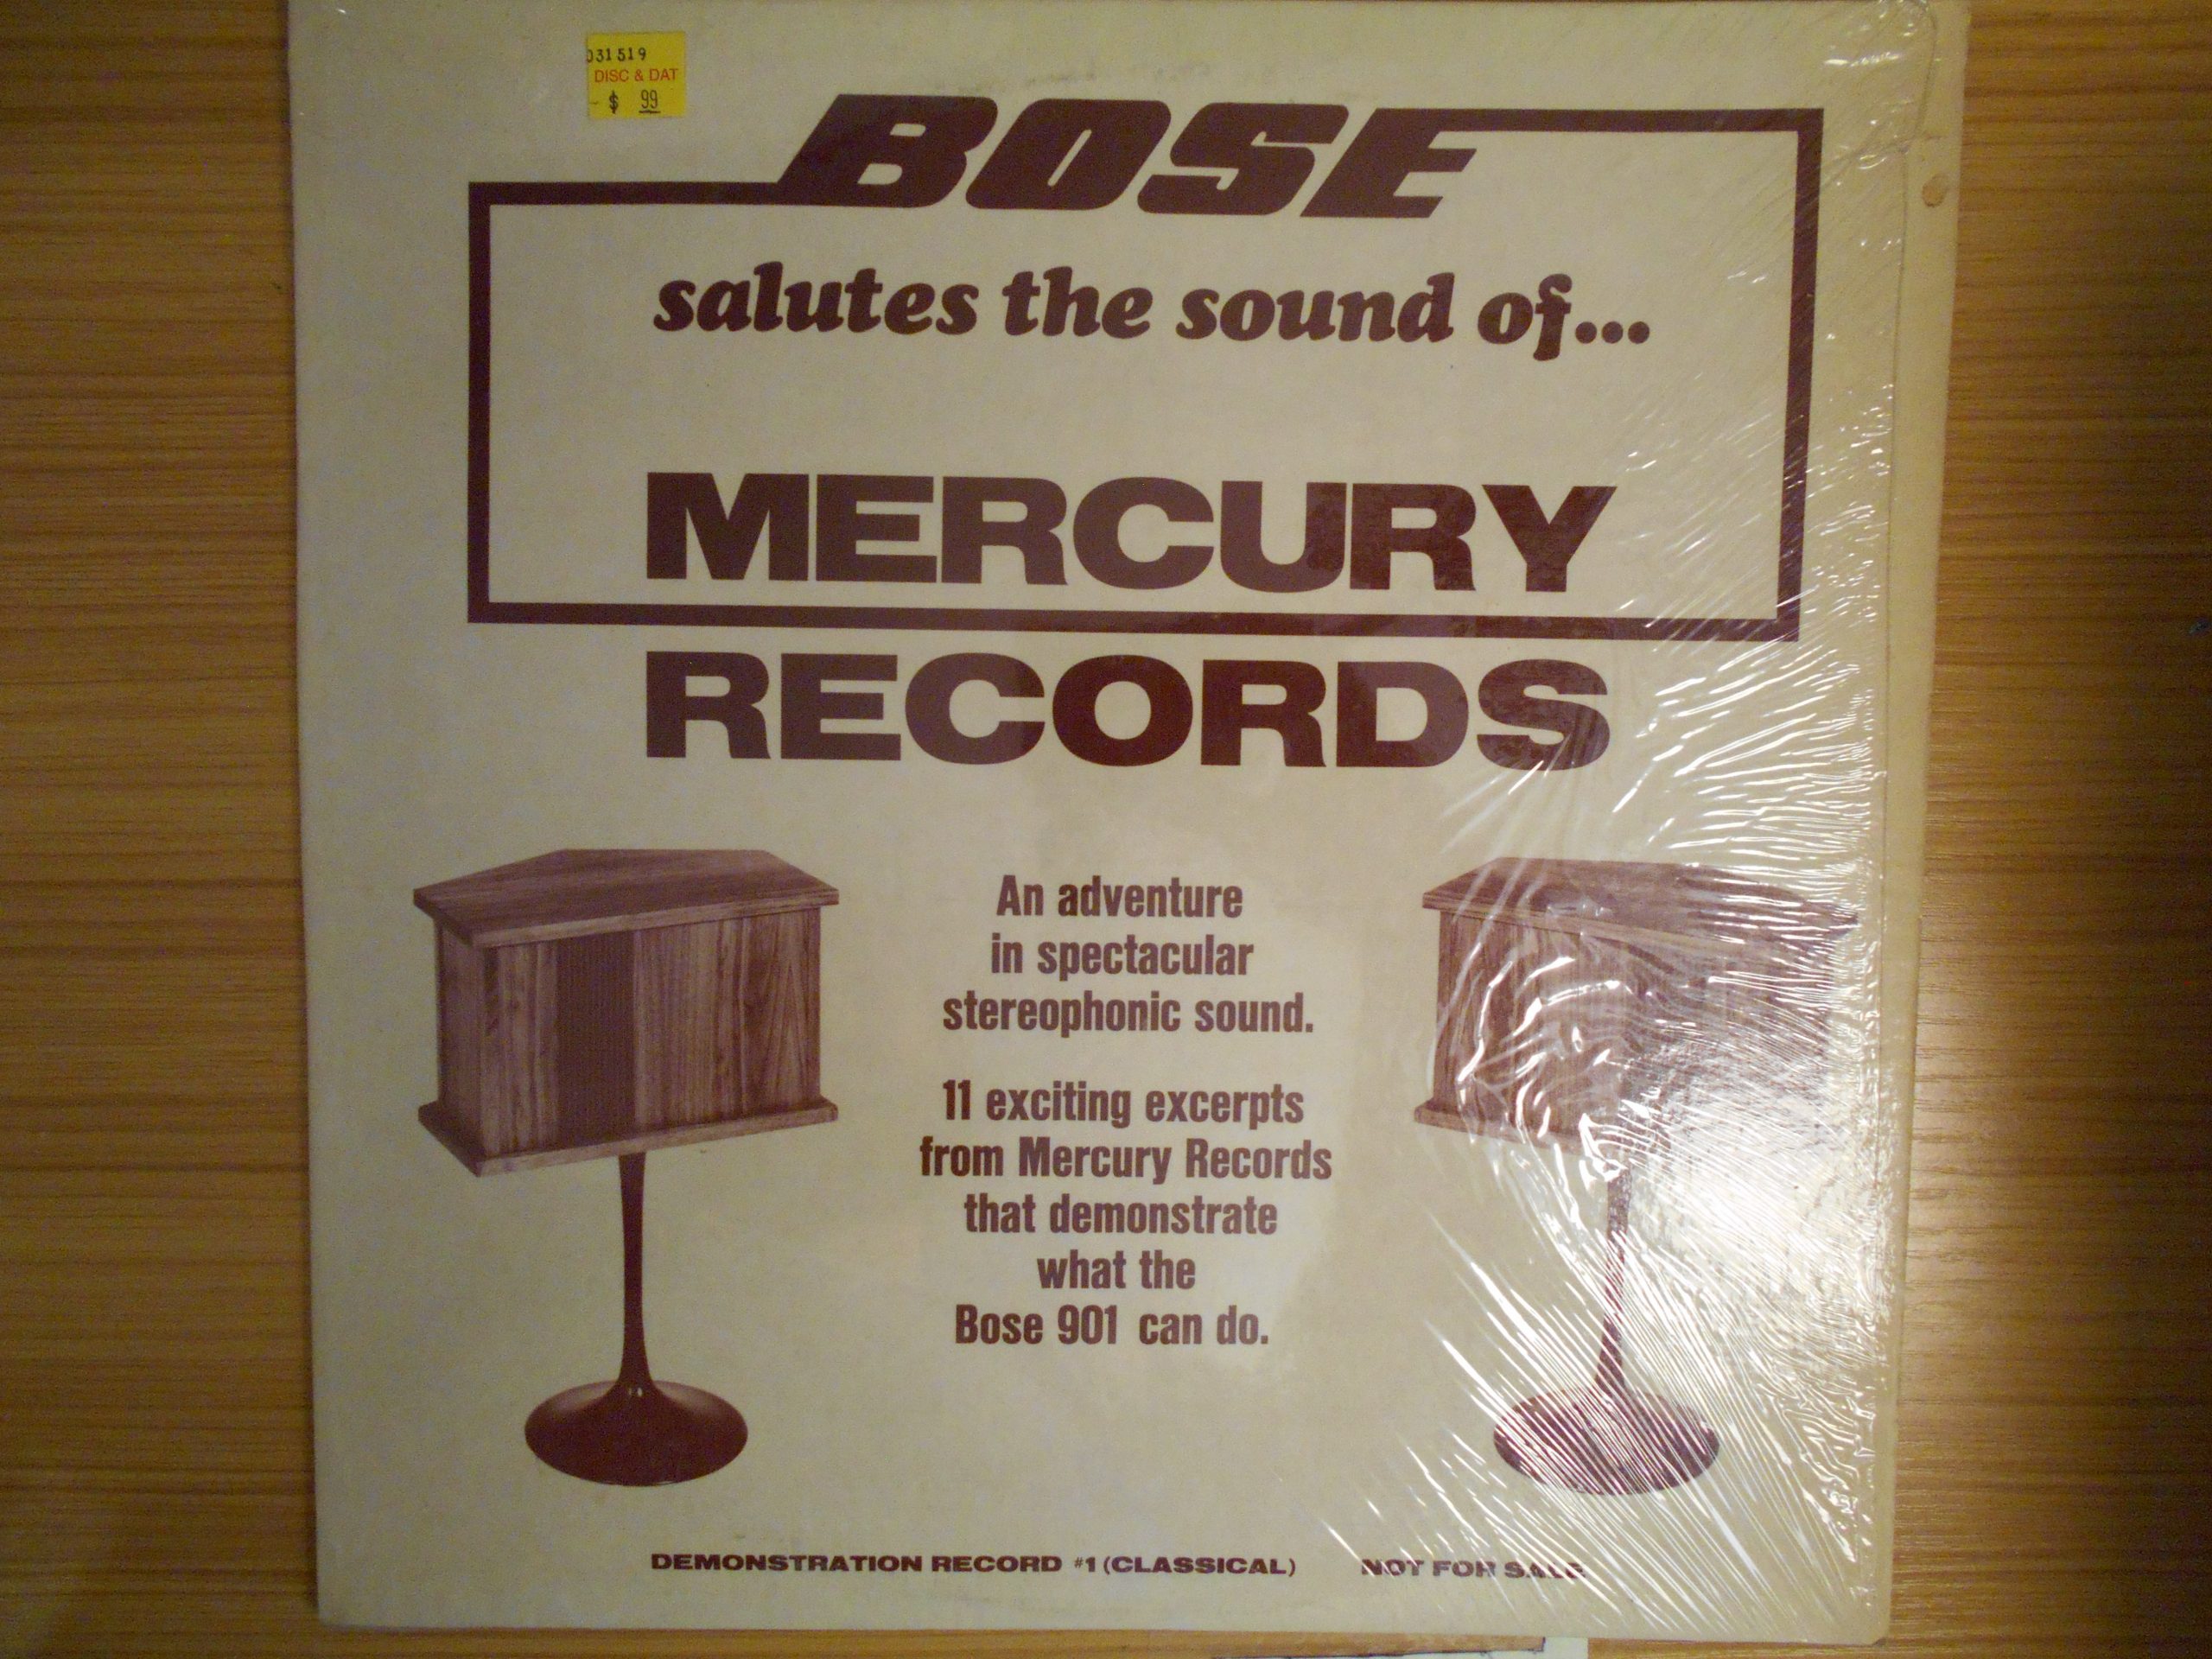 031519
DISC & DAT
$ 99
BOSE
salutes the sound of...
MERCURY
RECORDS
An adventure
in spectacular
stereophonic sound.
11 exciting excerpts
from Mercury Records
that demonstrate
what the
Bose 901 can do.
DEMONSTRATION RECORD #1 (CLASSICAL) NOT FOR SALE